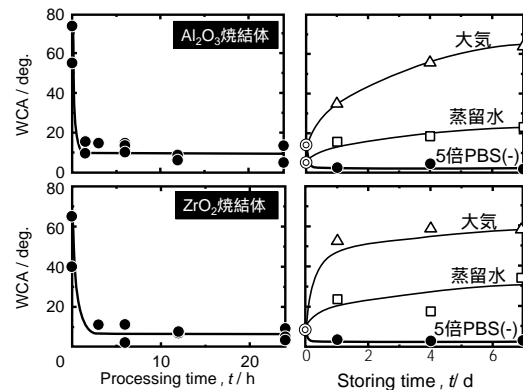 80
60
40
20
0
WCA / deg.
Al₂O₃焼結体
大気
蒸留水
5倍PBS(-)
80
60
40
20
0
WCA / deg.
ZrO₂焼結体
大気
蒸留水
5倍PBS(-)
0 10 20
Processing time , t / h
0 2 4 6
Storing time , t / d